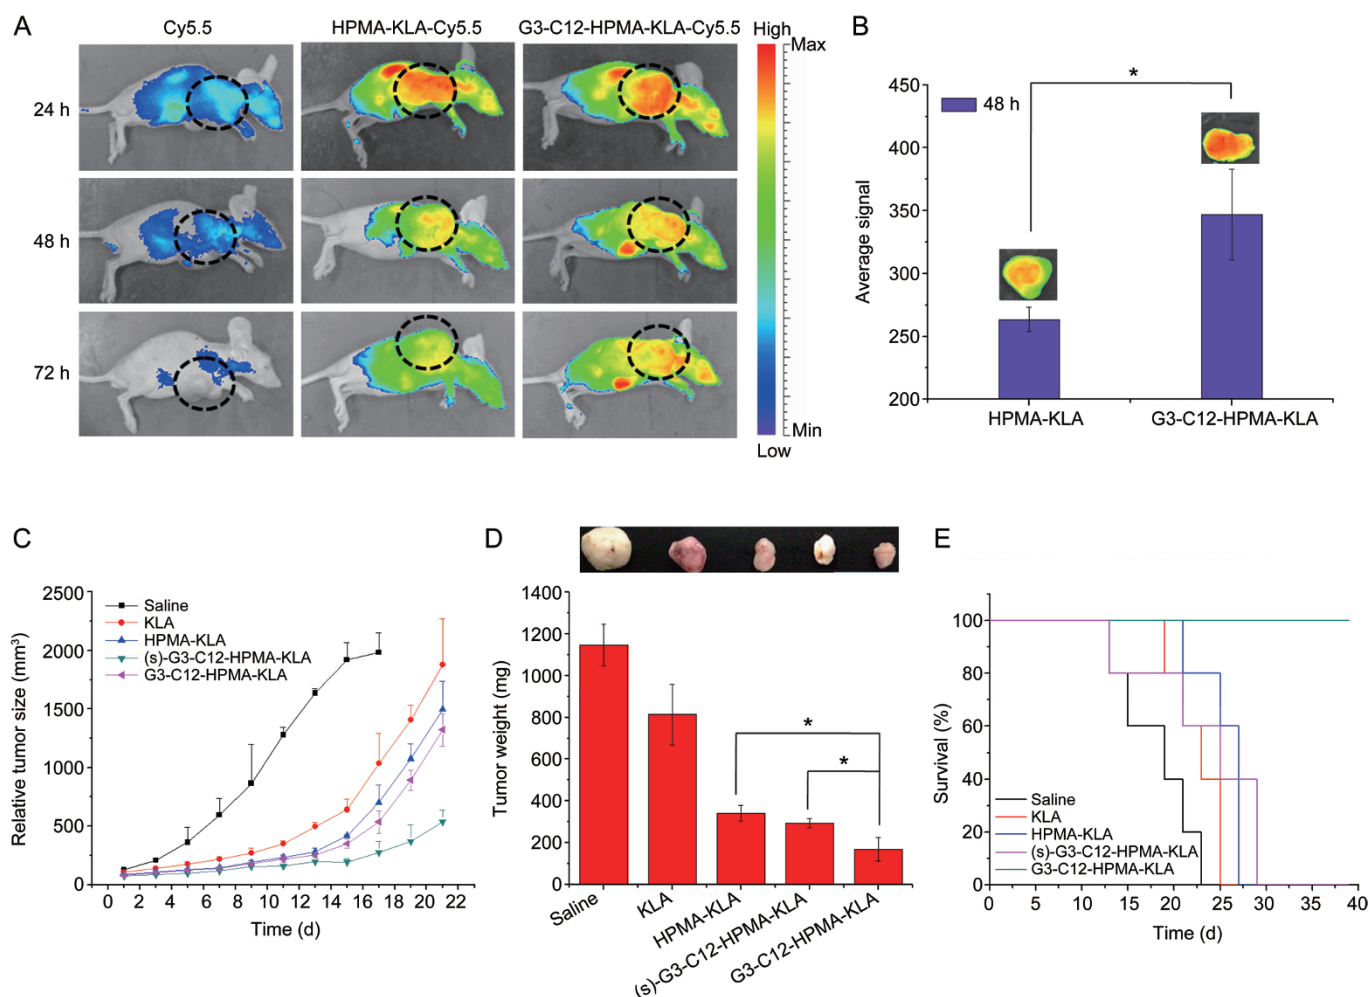 A
Cy5.5
HPMA-KLA-Cy5.5
G3-C12-HPMA-KLA-Cy5.5
High
Max
24 h
48 h
72 h
Min
Low
B
450
400
350
300
250
200
Average signal
48 h
*
HPMA-KLA
G3-C12-HPMA-KLA
C
2500
2000
1500
1000
500
0
Relative tumor size (mm³)
Saline
KLA
HPMA-KLA
(s)-G3-C12-HPMA-KLA
G3-C12-HPMA-KLA
0 2 4 6 8 10 12 14 16 18 20 22
Time (d)
D
1400
1200
1000
800
600
400
200
0
Tumor weight (mg)
*
*
Saline
KLA
HPMA-KLA
(s)-G3-C12-HPMA-KLA
G3-C12-HPMA-KLA
E
100
80
60
40
20
0
Survival (%)
Saline
KLA
HPMA-KLA
(s)-G3-C12-HPMA-KLA
G3-C12-HPMA-KLA
0 5 10 15 20 25 30 35 40
Time (d)